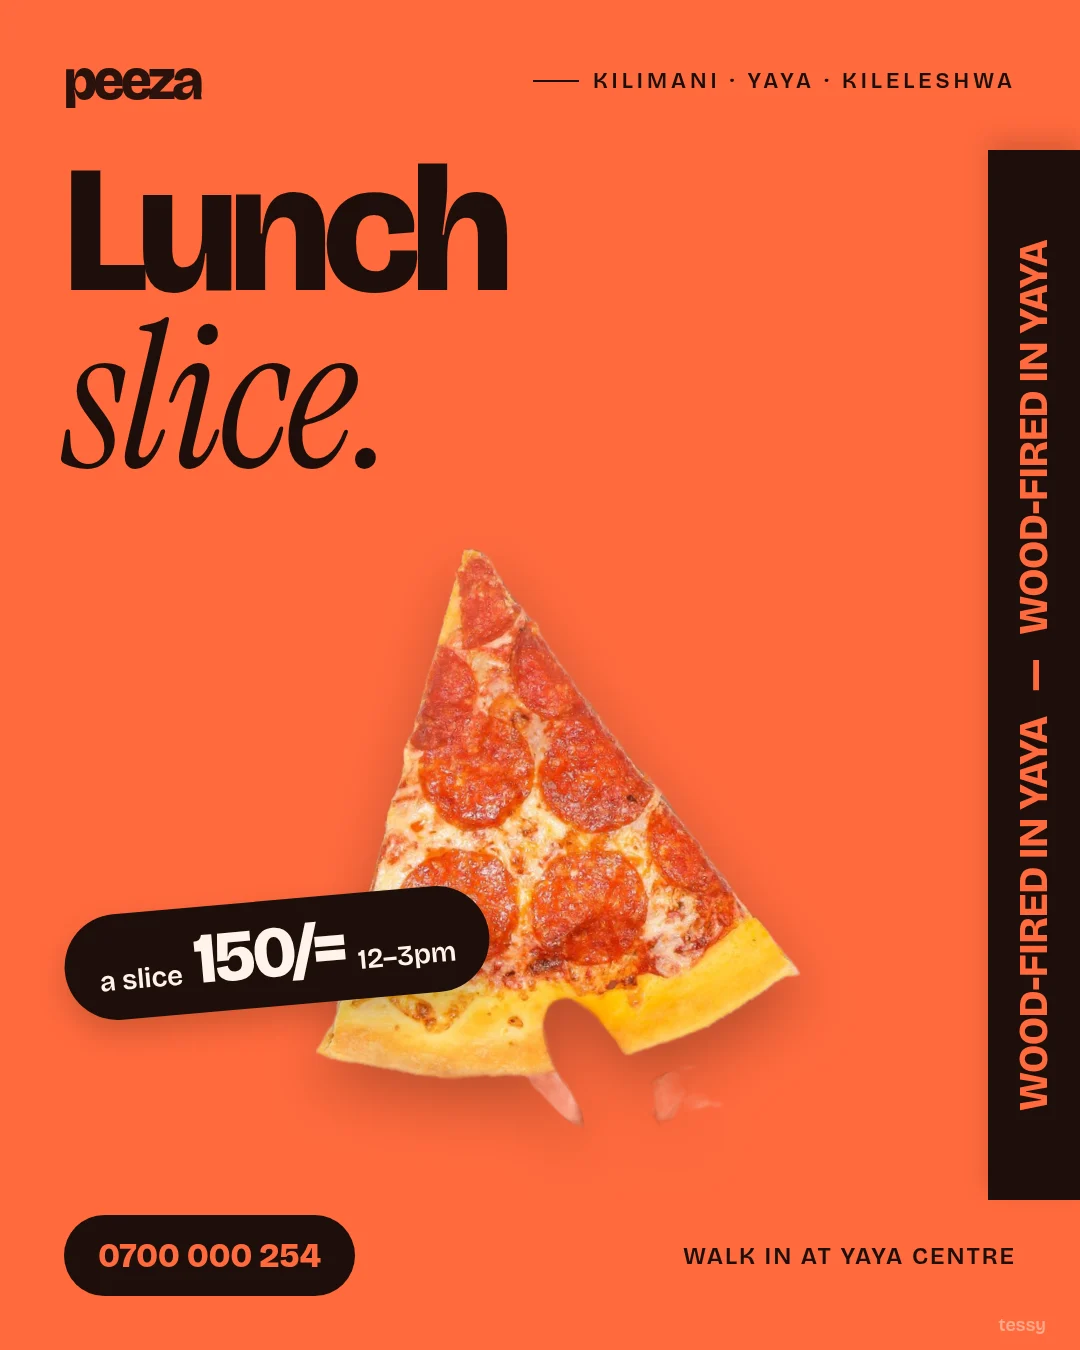 peeza
KILIMANI · YAYA · KILELESHWA
Lunch
slice.
WOOD-FIRED IN YAYA — WOOD-FIRED IN YAYA
a slice 150/= 12–3pm
0700 000 254
WALK IN AT YAYA CENTRE
tessy